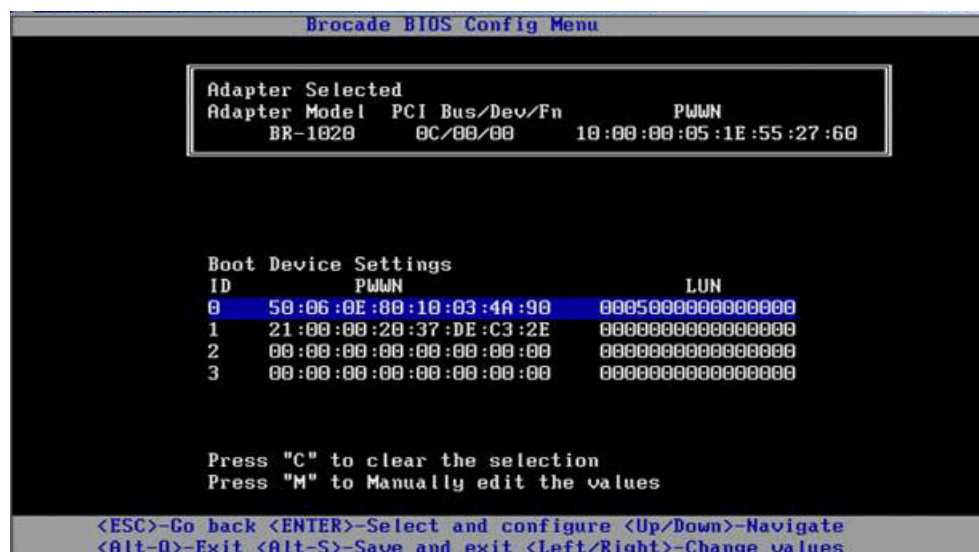 Brocade BIOS Config Menu
Adapter Selected
Adapter Model PCI Bus/Dev/Fn PWWN
BR-1020 0C/00/00 10:00:00:05:1E:55:27:60
Boot Device Settings
ID PWWN LUN
0 50:06:0E:80:10:03:4A:90 0005000000000000
1 21:00:00:20:37:DE:C3:2E 0000000000000000
2 00:00:00:00:00:00:00:00 0000000000000000
3 00:00:00:00:00:00:00:00 0000000000000000
Press "C" to clear the selection
Press "M" to Manually edit the values
<ESC>-Go back <ENTER>-Select and configure <Up/Down>-Navigate
<Alt-Q>-Exit <Alt-S>-Save and exit <Left/Right>-Change values